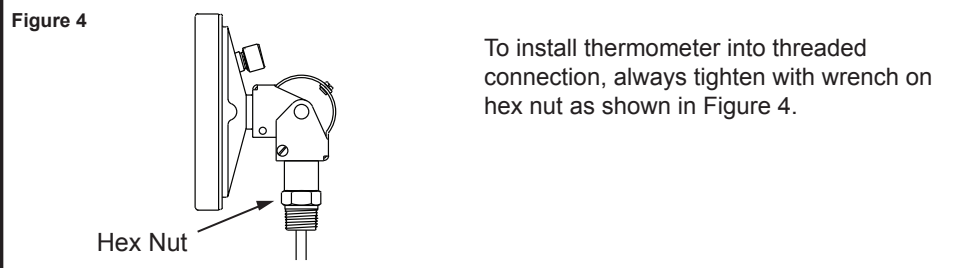 Figure 4
To install thermometer into threaded
connection, always tighten with wrench on
hex nut as shown in Figure 4.
Hex Nut